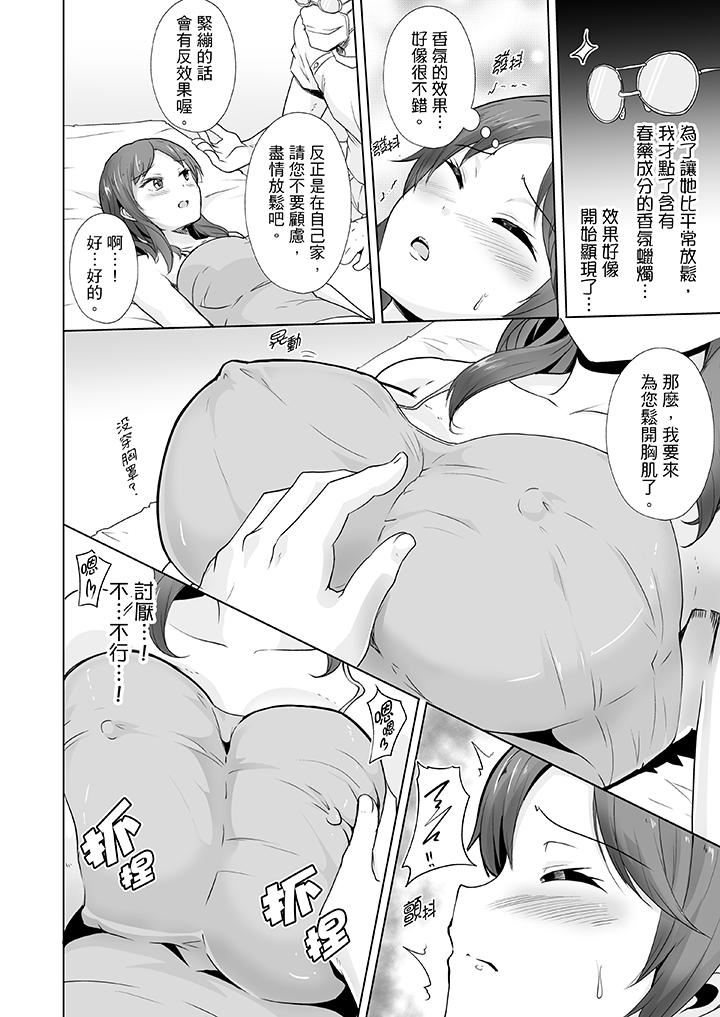 為了讓她比平常放鬆，
我才點了含有
春藥成分的香氛蠟燭…
效果好像
開始顯現了…
香氛的效果…
好像很不錯。
發抖
發抖
緊繃的話
會有反效果喔。
反正是在自己家，
請您不要顧慮，
盡情放鬆吧。
啊…！
好…好的。
那麼，我要來
為您鬆開胸肌了。
晃動
沒穿胸罩？
討厭…！
不…不行…！
嗯
嗯嗯
抓捏
抓捏
顫抖